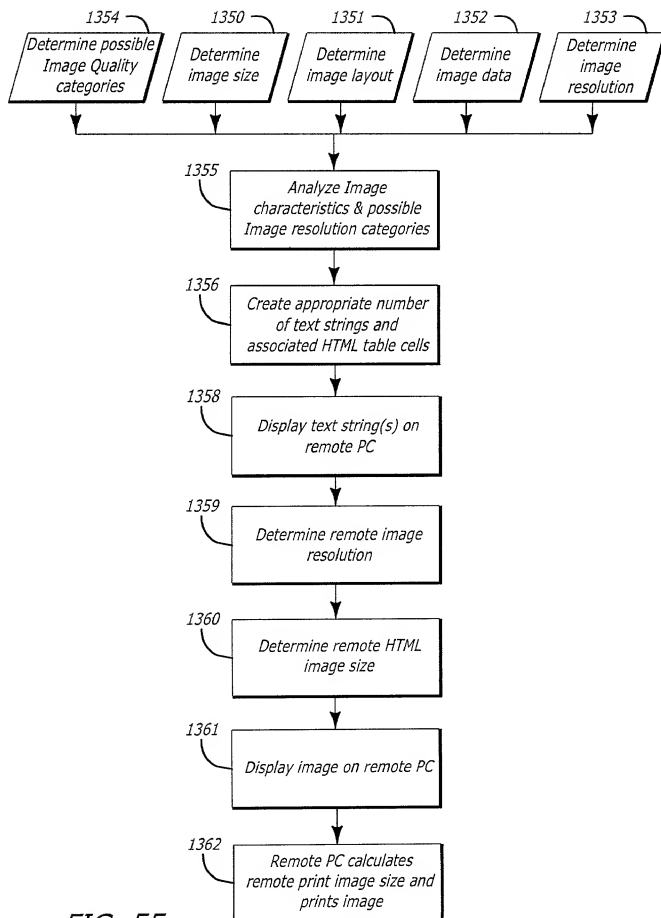 1354
1350
1351
1352
1353
Determine possible
Image Quality
categories
Determine
image size
Determine
image layout
Determine
image data
Determine
image
resolution
1355
Analyze Image
characteristics & possible
Image resolution categories
1356
Create appropriate number
of text strings and
associated HTML table cells
1358
Display text string(s) on
remote PC
1359
Determine remote image
resolution
1360
Determine remote HTML
image size
1361
Display image on remote PC
1362
Remote PC calculates
remote print image size and
prints image
FIG. 55